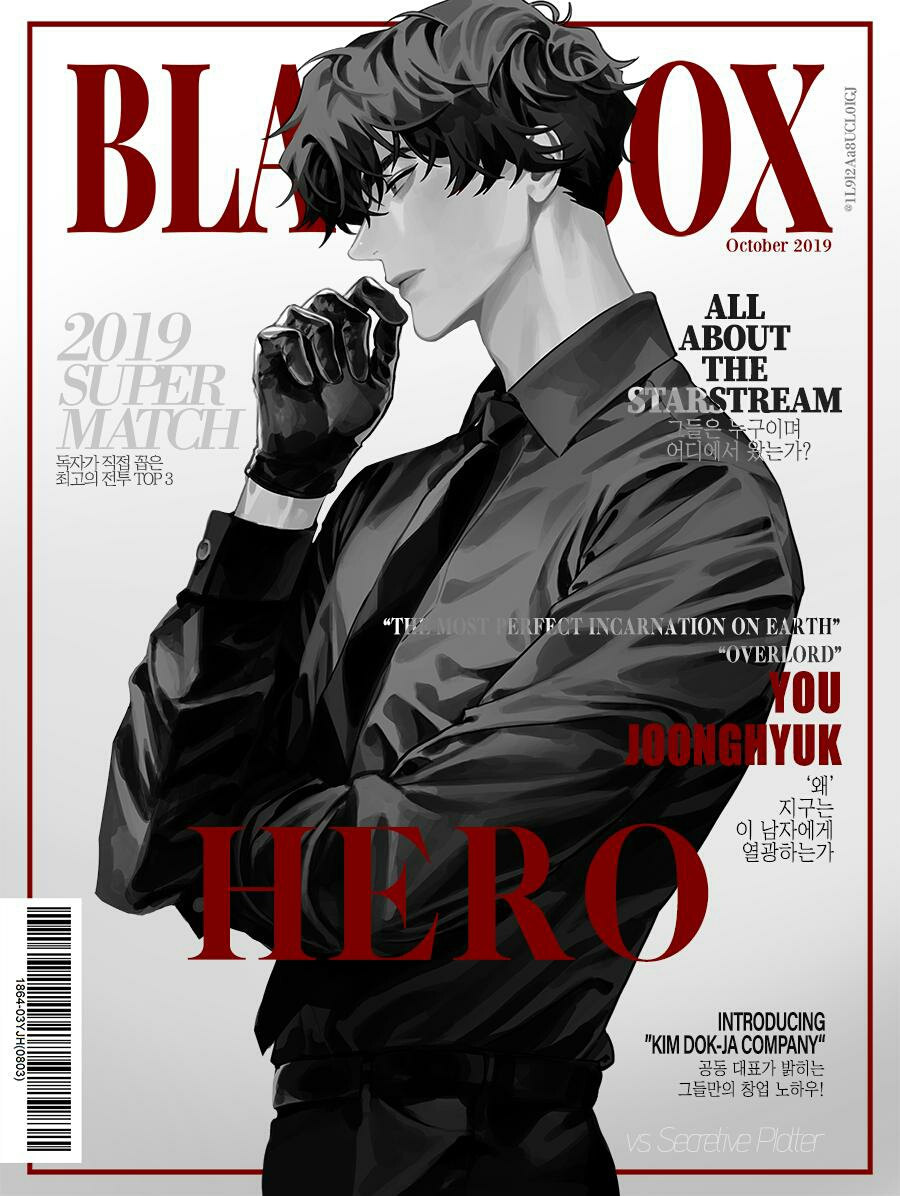 BLA OX
October 2019
2019
SUPER
MATCH
독자가 직접 꼽은
최고의 전투 TOP 3
ALL
ABOUT
THE
STARSTREAM
그들은 누구이며
어디에서 왔는가?
“THE MOST PERFECT INCARNATION ON EARTH”
“OVERLORD”
YOU
JOONGHYUK
‘왜’
지구는
이 남자에게
열광하는가
HERO
INTRODUCING
"KIM DOK-JA COMPANY"
공동 대표가 밝히는
그들만의 창업 노하우!
vs Secretive Plotter
1864-03YJH(0803)